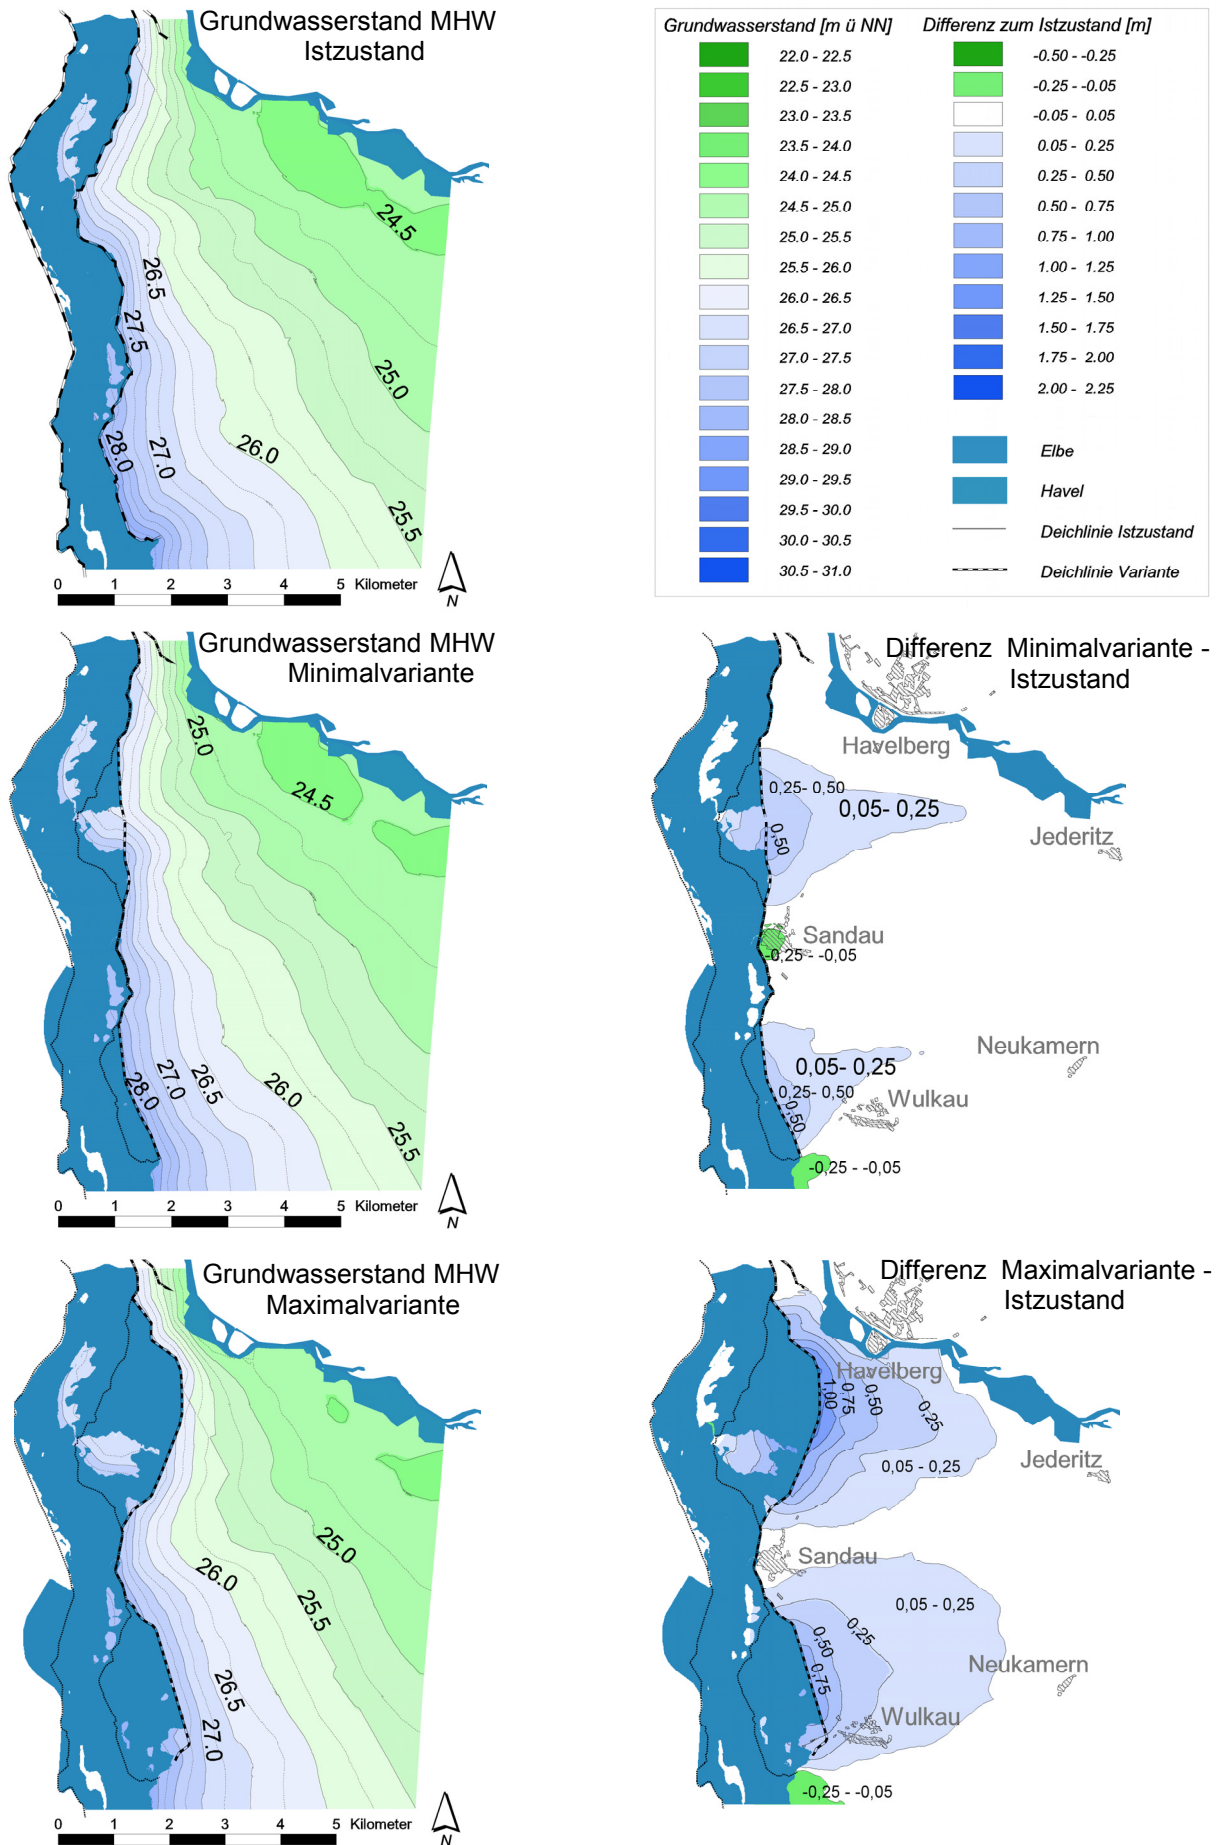 Grundwasserstand MHW
Istzustand
26.5
27.5
28.0
27.0
26.0
24.5
25.0
25.5
0 1 2 3 4 5 Kilometer
N
Grundwasserstand [m ü NN]
22.0 - 22.5
22.5 - 23.0
23.0 - 23.5
23.5 - 24.0
24.0 - 24.5
24.5 - 25.0
25.0 - 25.5
25.5 - 26.0
26.0 - 26.5
26.5 - 27.0
27.0 - 27.5
27.5 - 28.0
28.0 - 28.5
28.5 - 29.0
29.0 - 29.5
29.5 - 30.0
30.0 - 30.5
30.5 - 31.0
Differenz zum Istzustand [m]
-0.50 - -0.25
-0.25 - -0.05
-0.05 - 0.05
0.05 - 0.25
0.25 - 0.50
0.50 - 0.75
0.75 - 1.00
1.00 - 1.25
1.25 - 1.50
1.50 - 1.75
1.75 - 2.00
2.00 - 2.25
Elbe
Havel
Deichlinie Istzustand
Deichlinie Variante
Grundwasserstand MHW
Minimalvariante
25.0
24.5
28.0
27.0
26.5
26.0
25.5
0 1 2 3 4 5 Kilometer
N
Differenz Minimalvariante -
Istzustand
Havelberg
0,25- 0,50
0,05- 0,25
0,50
Jederitz
Sandau
-0,25 - -0,05
Neukamern
0,05- 0,25
0,25- 0,50
0,50
Wulkau
-0,25 - -0,05
Grundwasserstand MHW
Maximalvariante
25.0
26.0
25.5
26.5
27.0
0 1 2 3 4 5 Kilometer
N
Differenz Maximalvariante -
Istzustand
Havelberg
1,00
0,75
0,50
0,25
0,05 - 0,25
Jederitz
Sandau
0,05 - 0,25
0,25
0,50
0,75
Neukamern
Wulkau
-0,25 - -0,05